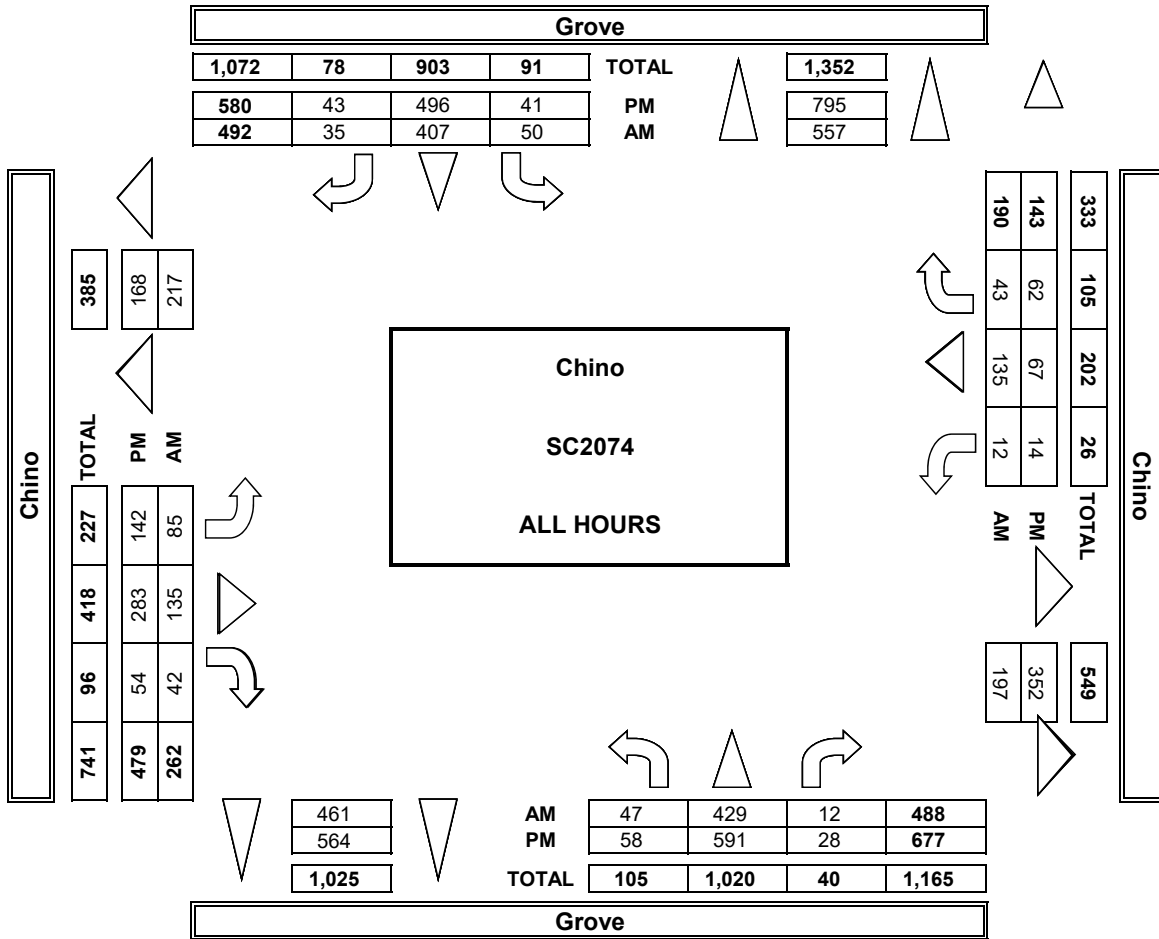 Grove
1,072 78 903 91 TOTAL 1,352
580 43 496 41 PM 795
492 35 407 50 AM 557
Chino
385 168 217
TOTAL PM AM
227 142 85
418 283 135
96 54 42
741 479 262
Chino
SC2074
ALL HOURS
190 143 333
43 62 105
135 67 202
12 14 26
AM PM TOTAL
197 352 549
Chino
461 AM 47 429 12 488
564 PM 58 591 28 677
1,025 TOTAL 105 1,020 40 1,165
Grove